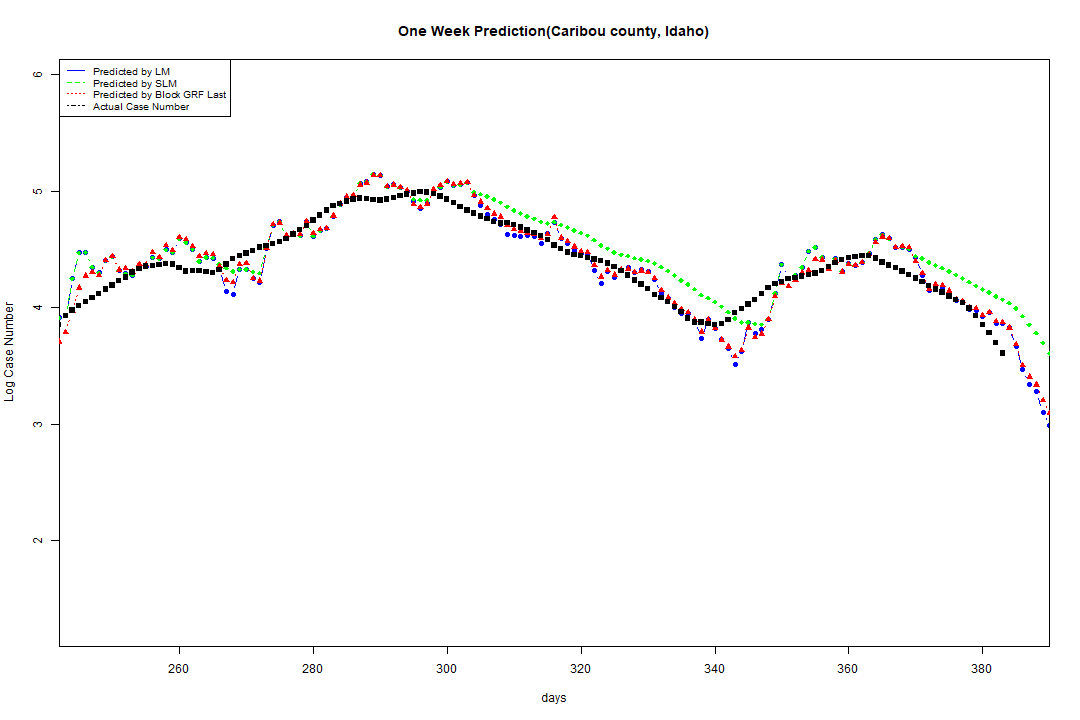 One Week Prediction(Caribou county, Idaho)
Predicted by LM
Predicted by SLM
Predicted by Block GRF Last
Actual Case Number
6
5
4
3
2
Log Case Number
260 280 300 320 340 360 380
days